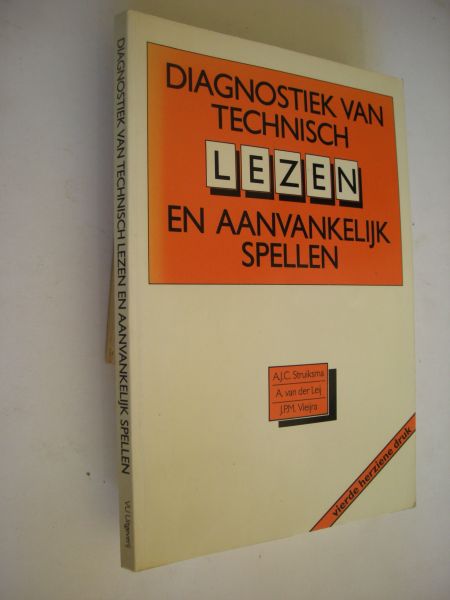 DIAGNOSTIEK VAN TECHNISCH LEZEN EN AANVANKELIJK SPELLEN
VU Uitgeverij
DIAGNOSTIEK VAN
TECHNISCH
LEZEN
EN AANVANKELIJK
SPELLEN
A.J.C. Struiksma
A. van der Leij
J.P.M. Vieijra
vierde herziene druk